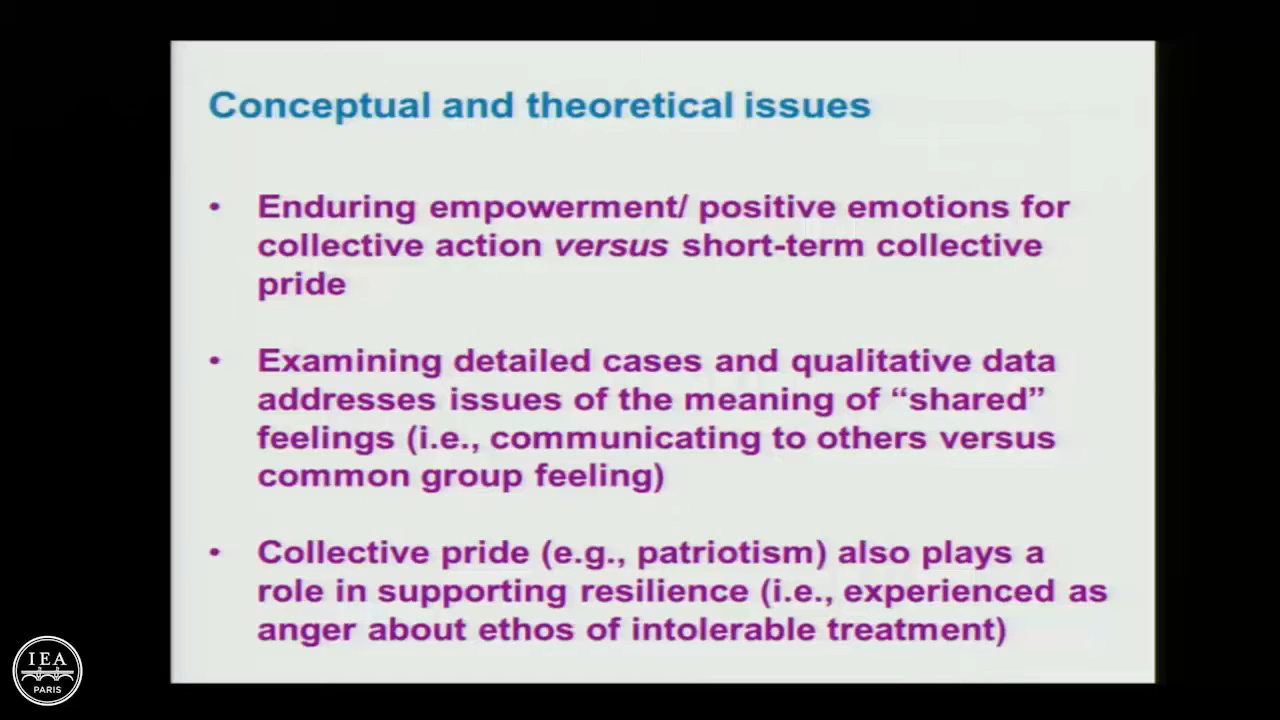 Conceptual and theoretical issues
• Enduring empowerment/ positive emotions for
collective action versus short-term collective
pride
• Examining detailed cases and qualitative data
addresses issues of the meaning of “shared”
feelings (i.e., communicating to others versus
common group feeling)
• Collective pride (e.g., patriotism) also plays a
role in supporting resilience (i.e., experienced as
anger about ethos of intolerable treatment)
IEA
PARIS